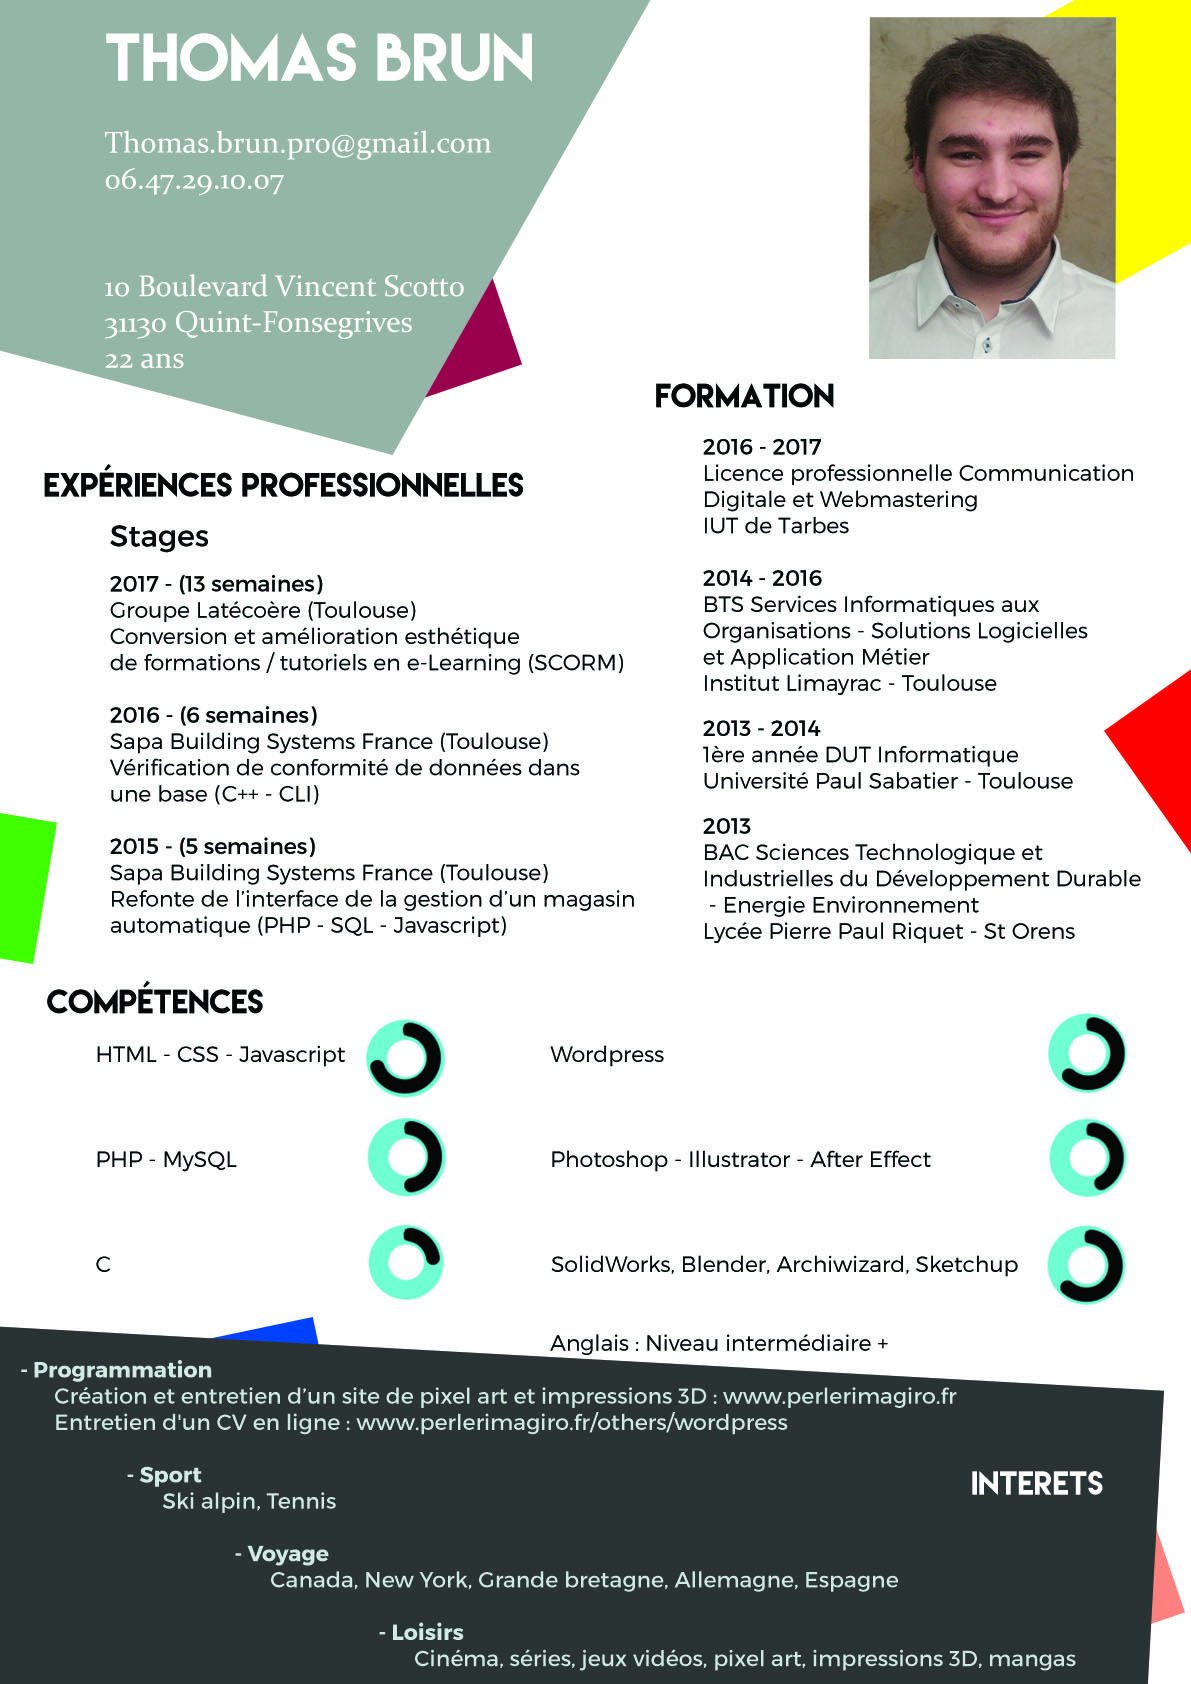 THOMAS BRUN
Thomas.brun.pro@gmail.com
06.47.29.10.07
10 Boulevard Vincent Scotto
31130 Quint-Fonsegrives
22 ans
EXPÉRIENCES PROFESSIONNELLES
Stages
2017 - (13 semaines)
Groupe Latécoère (Toulouse)
Conversion et amélioration esthétique
de formations / tutoriels en e-Learning (SCORM)
2016 - (6 semaines)
Sapa Building Systems France (Toulouse)
Vérification de conformité de données dans
une base (C++ - CLI)
2015 - (5 semaines)
Sapa Building Systems France (Toulouse)
Refonte de l’interface de la gestion d’un magasin
automatique (PHP - SQL - Javascript)
FORMATION
2016 - 2017
Licence professionnelle Communication
Digitale et Webmastering
IUT de Tarbes
2014 - 2016
BTS Services Informatiques aux
Organisations - Solutions Logicielles
et Application Métier
Institut Limayrac - Toulouse
2013 - 2014
1ère année DUT Informatique
Université Paul Sabatier - Toulouse
2013
BAC Sciences Technologique et
Industrielles du Développement Durable
- Energie Environnement
Lycée Pierre Paul Riquet - St Orens
COMPÉTENCES
HTML - CSS - Javascript
PHP - MySQL
C
Wordpress
Photoshop - Illustrator - After Effect
SolidWorks, Blender, Archiwizard, Sketchup
Anglais : Niveau intermédiaire +
INTERETS
- Programmation
Création et entretien d’un site de pixel art et impressions 3D : www.perlerimagiro.fr
Entretien d'un CV en ligne : www.perlerimagiro.fr/others/wordpress
- Sport
Ski alpin, Tennis
- Voyage
Canada, New York, Grande bretagne, Allemagne, Espagne
- Loisirs
Cinéma, séries, jeux vidéos, pixel art, impressions 3D, mangas